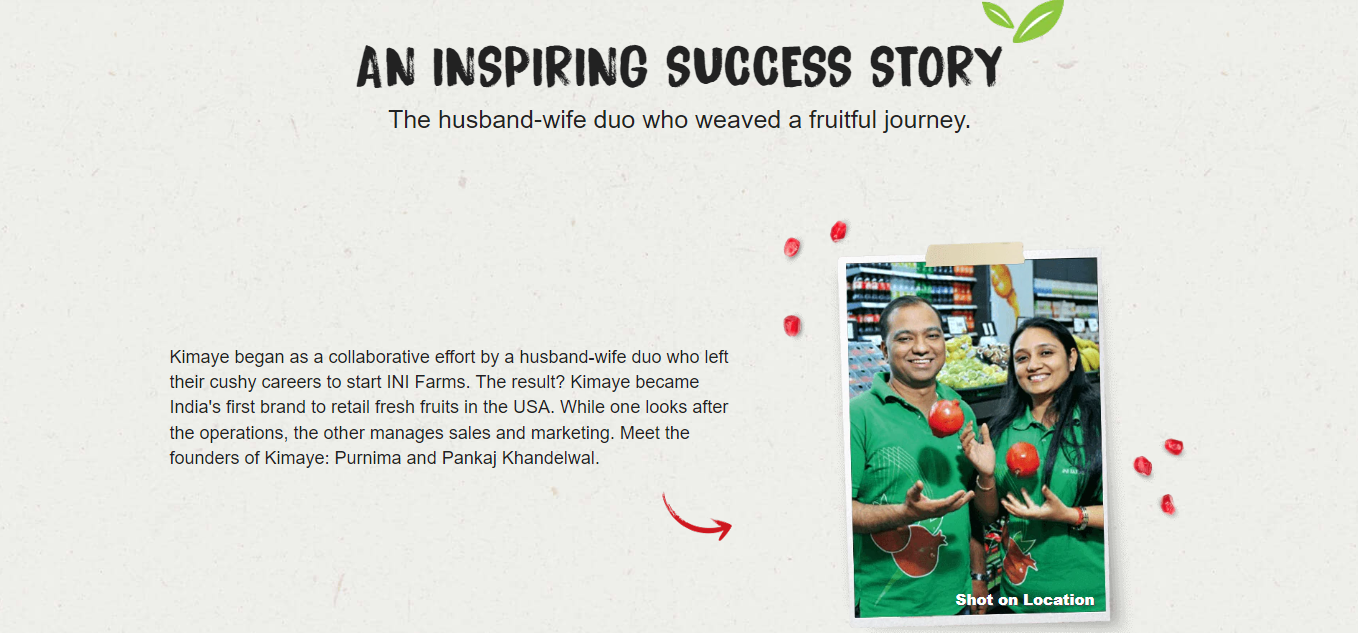 AN INSPIRING SUCCESS STORY
The husband-wife duo who weaved a fruitful journey.
Kimaye began as a collaborative effort by a husband-wife duo who left
their cushy careers to start INI Farms. The result? Kimaye became
India's first brand to retail fresh fruits in the USA. While one looks after
the operations, the other manages sales and marketing. Meet the
founders of Kimaye: Purnima and Pankaj Khandelwal.
Shot on Location